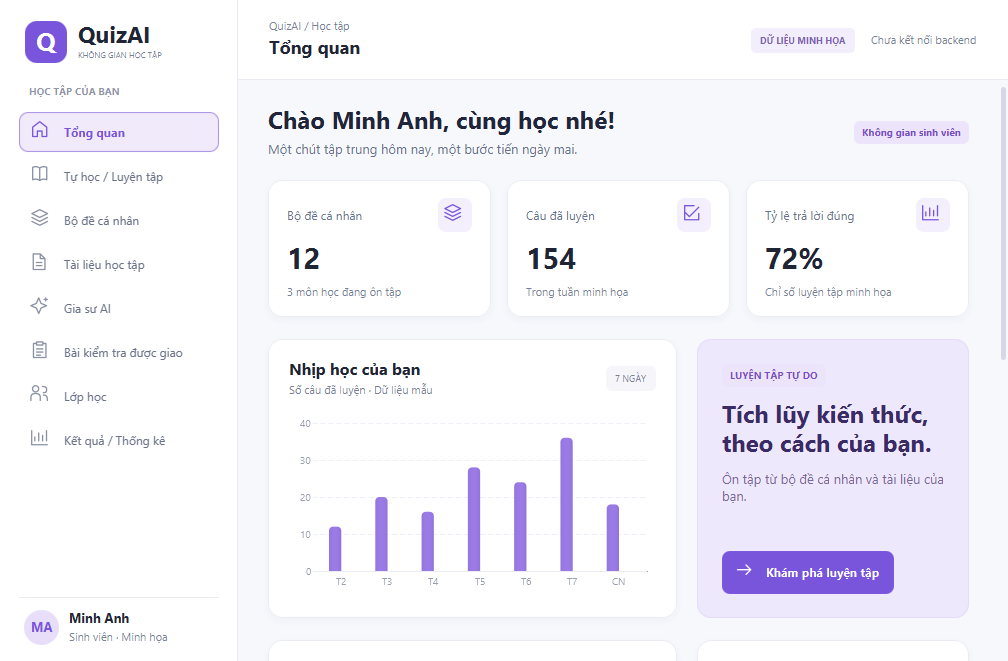 Q
QuizAI
KHÔNG GIAN HỌC TẬP
HỌC TẬP CỦA BẠN
Tổng quan
Tự học / Luyện tập
Bộ đề cá nhân
Tài liệu học tập
Gia sư AI
Bài kiểm tra được giao
Lớp học
Kết quả / Thống kê
MA
Minh Anh
Sinh viên · Minh họa
QuizAI / Học tập
Tổng quan
DỮ LIỆU MINH HỌA
Chưa kết nối backend
Chào Minh Anh, cùng học nhé!
Một chút tập trung hôm nay, một bước tiến ngày mai.
Không gian sinh viên
Bộ đề cá nhân
12
3 môn học đang ôn tập
Câu đã luyện
154
Trong tuần minh họa
Tỷ lệ trả lời đúng
72%
Chỉ số luyện tập minh họa
Nhịp học của bạn
Số câu đã luyện · Dữ liệu mẫu
7 NGÀY
40
30
20
10
0
T2 T3 T4 T5 T6 T7 CN
LUYỆN TẬP TỰ DO
Tích lũy kiến thức,
theo cách của bạn.
Ôn tập từ bộ đề cá nhân và tài liệu của
bạn.
Khám phá luyện tập